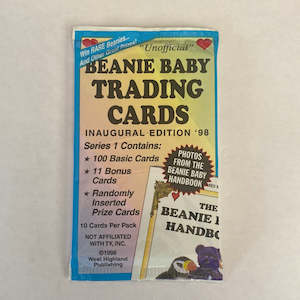 Win RARE Beanies...
And Other Great Prizes!
"Unofficial"
BEANIE BABY
TRADING
CARDS
INAUGURAL EDITION '98
Series 1 Contains:
★ 100 Basic Cards
★ 11 Bonus
Cards
★ Randomly
Inserted
Prize Cards
10 Cards Per Pack
NOT AFFILIATED
WITH TY, INC.
©1998
West Highland
Publishing
PHOTOS
FROM THE
BEANIE BABY
HANDBOOK
THE
BEANIE
HANDBO